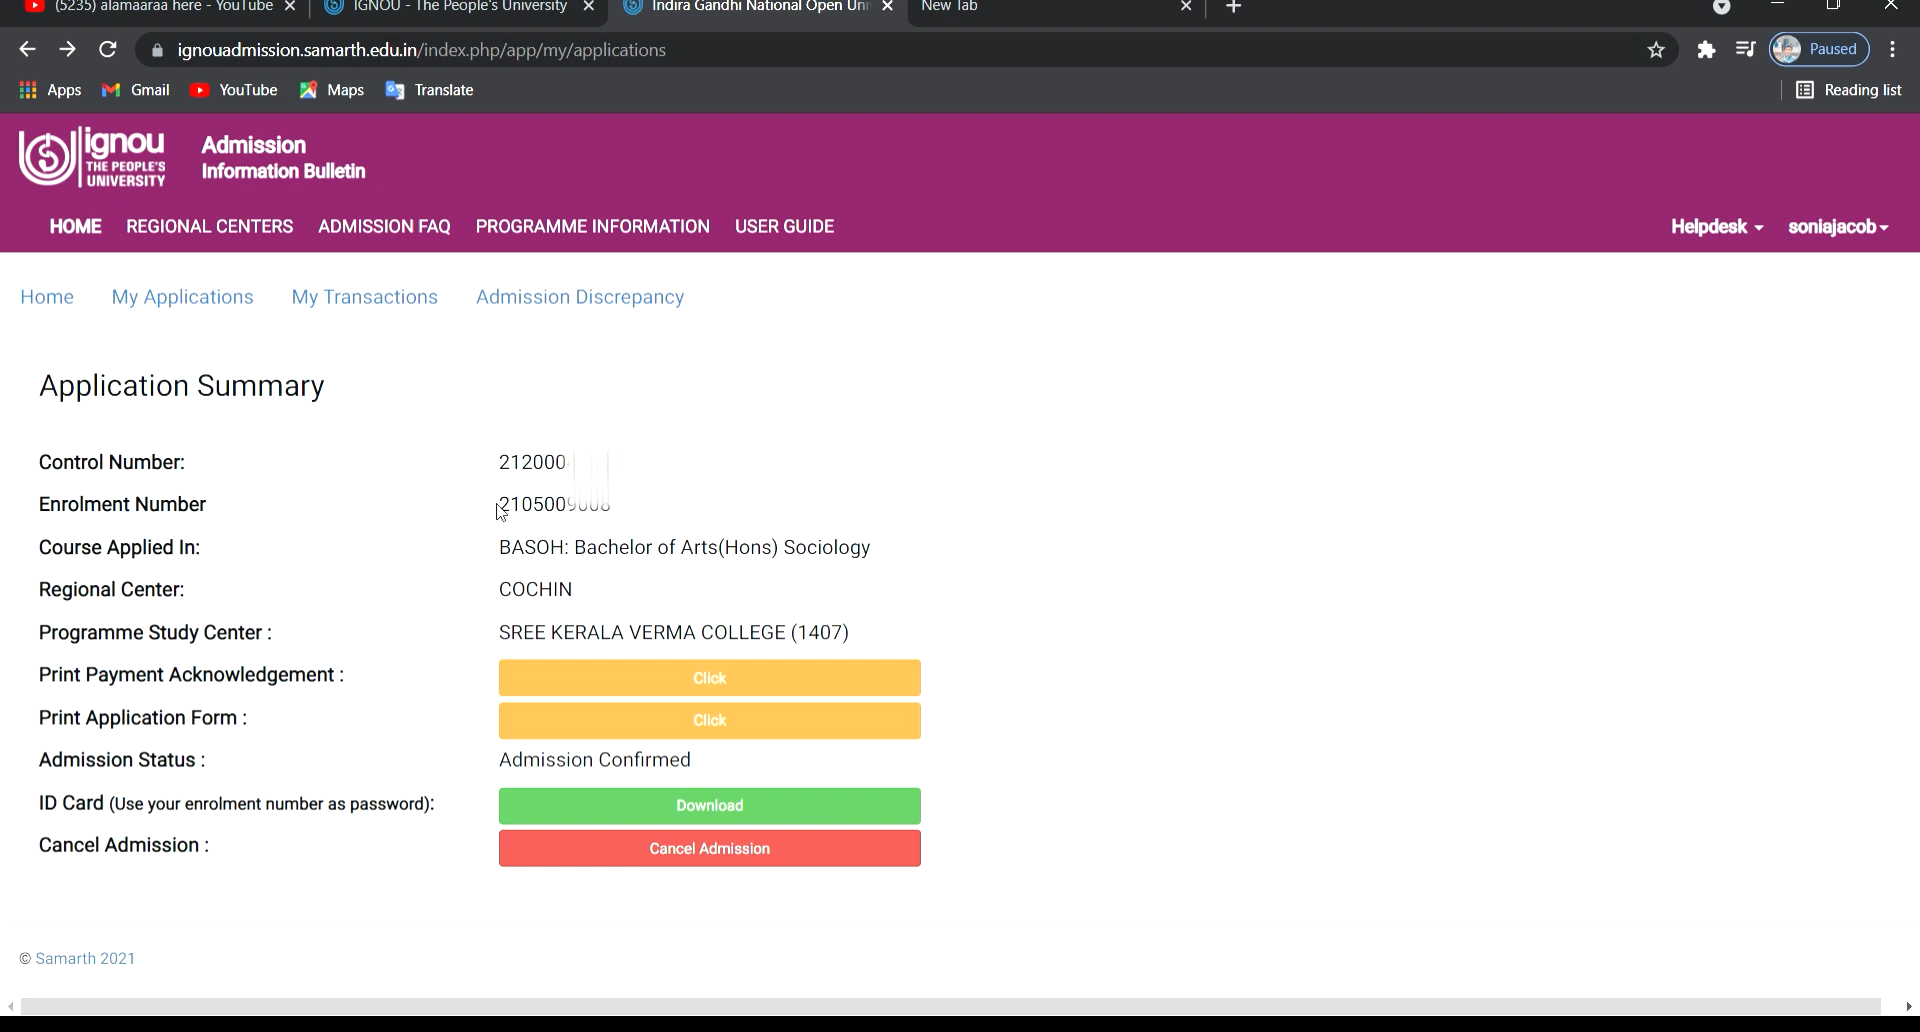 (5235) alamaaraa here - YouTube
IGNOU - The People's University
Indira Gandhi National Open Uni
New Tab
ignouadmission.samarth.edu.in/index.php/app/my/applications
Paused
Apps Gmail YouTube Maps Translate
Reading list
ignou
THE PEOPLE'S
UNIVERSITY
Admission
Information Bulletin
HOME REGIONAL CENTERS ADMISSION FAQ PROGRAMME INFORMATION USER GUIDE
Helpdesk soniajacob
Home My Applications My Transactions Admission Discrepancy
Application Summary
Control Number: 212000
Enrolment Number
Course Applied In: BASOH: Bachelor of Arts(Hons) Sociology
Regional Center: COCHIN
Programme Study Center : SREE KERALA VERMA COLLEGE (1407)
Print Payment Acknowledgement : Click
Print Application Form : Click
Admission Status : Admission Confirmed
ID Card (Use your enrolment number as password): Download
Cancel Admission : Cancel Admission
© Samarth 2021